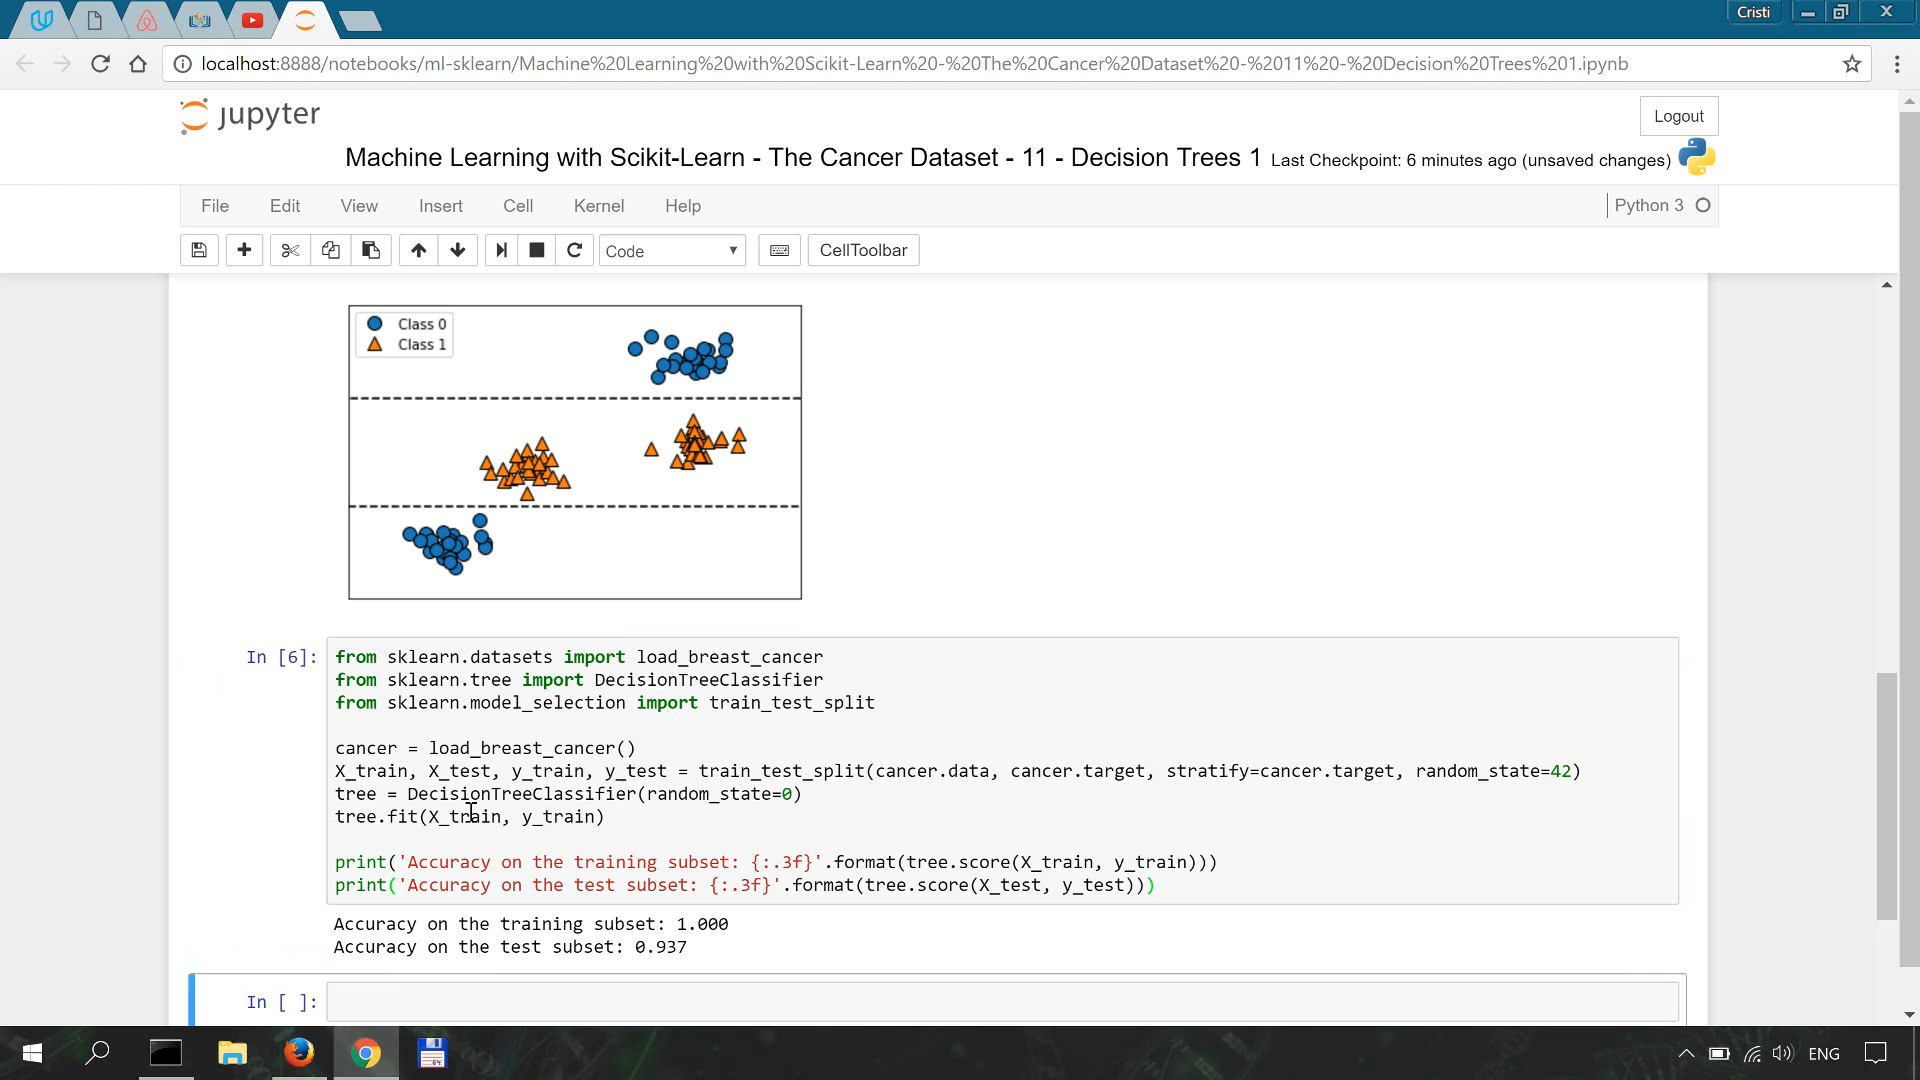 Cristi
localhost:8888/notebooks/ml-sklearn/Machine%20Learning%20with%20Scikit-Learn%20-%20The%20Cancer%20Dataset%20-%2011%20-%20Decision%20Trees%201.ipynb
jupyter
Logout
Machine Learning with Scikit-Learn - The Cancer Dataset - 11 - Decision Trees 1 Last Checkpoint: 6 minutes ago (unsaved changes)
File Edit View Insert Cell Kernel Help Python 3
Code CellToolbar
Class 0
Class 1
In [6]: from sklearn.datasets import load_breast_cancer
from sklearn.tree import DecisionTreeClassifier
from sklearn.model_selection import train_test_split
cancer = load_breast_cancer()
X_train, X_test, y_train, y_test = train_test_split(cancer.data, cancer.target, stratify=cancer.target, random_state=42)
tree = DecisionTreeClassifier(random_state=0)
tree.fit(X_train, y_train)
print('Accuracy on the training subset: {:.3f}'.format(tree.score(X_train, y_train)))
print('Accuracy on the test subset: {:.3f}'.format(tree.score(X_test, y_test)))
Accuracy on the training subset: 1.000
Accuracy on the test subset: 0.937
In [ ]:
64
ENG